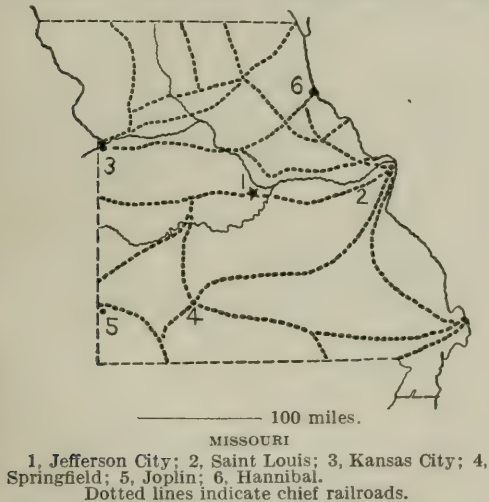 6
3
1
2
5
4
100 miles.
MISSOURI
1, Jefferson City; 2, Saint Louis; 3, Kansas City; 4,
Springfield; 5, Joplin; 6, Hannibal.
Dotted lines indicate chief railroads.